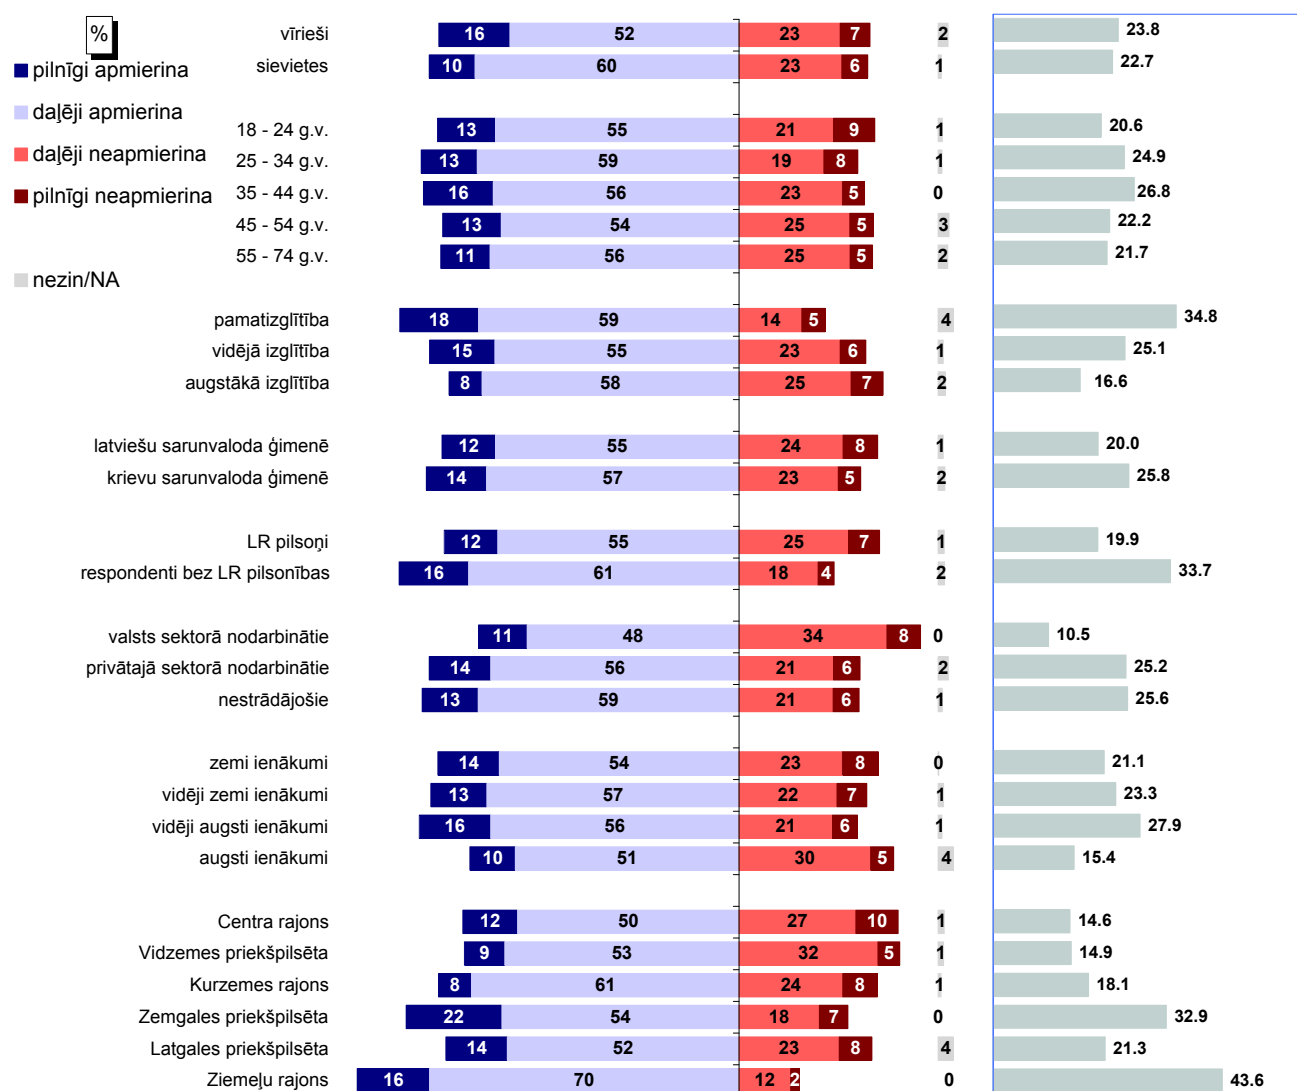 %
pilnīgi apmierina
daļēji apmierina
daļēji neapmierina
pilnīgi neapmierina
nezin/NA
vīrieši 16 52 23 7 2 23.8
sievietes 10 60 23 6 1 22.7
18 - 24 g.v. 13 55 21 9 1 20.6
25 - 34 g.v. 13 59 19 8 1 24.9
35 - 44 g.v. 16 56 23 5 0 26.8
45 - 54 g.v. 13 54 25 5 3 22.2
55 - 74 g.v. 11 56 25 5 2 21.7
pamatizglītība 18 59 14 5 4 34.8
vidējā izglītība 15 55 23 6 1 25.1
augstākā izglītība 8 58 25 7 2 16.6
latviešu sarunvaloda ģimenē 12 55 24 8 1 20.0
krievu sarunvaloda ģimenē 14 57 23 5 2 25.8
LR pilsoņi 12 55 25 7 1 19.9
respondenti bez LR pilsonības 16 61 18 4 2 33.7
valsts sektorā nodarbinātie 11 48 34 8 0 10.5
privātajā sektorā nodarbinātie 14 56 21 6 2 25.2
nestrādājošie 13 59 21 6 1 25.6
zemi ienākumi 14 54 23 8 0 21.1
vidēji zemi ienākumi 13 57 22 7 1 23.3
vidēji augsti ienākumi 16 56 21 6 1 27.9
augsti ienākumi 10 51 30 5 4 15.4
Centra rajons 12 50 27 10 1 14.6
Vidzemes priekšpilsēta 9 53 32 5 1 14.9
Kurzemes rajons 8 61 24 8 1 18.1
Zemgales priekšpilsēta 22 54 18 7 0 32.9
Latgales priekšpilsēta 14 52 23 8 4 21.3
Ziemeļu rajons 16 70 12 2 0 43.6